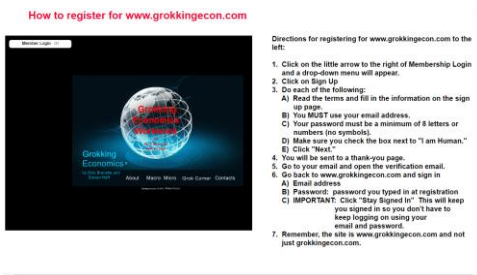 How to register for www.grokkingecon.com
Member Login
Grokking
Economics
Workbook
Grokking
Economics
About Macro Micro Grok Corner Contacts
Directions for registering for www.grokkingecon.com to the
left:
1. Click on the little arrow to the right of Membership Login
and a drop-down menu will appear.
2. Click on Sign Up
3. Do each of the following:
A) Read the terms and fill in the information on the sign
up page.
B) You MUST use your email address.
C) Your password must be a minimum of 8 letters or
numbers (no symbols).
D) Make sure you check the box next to "I am Human."
E) Click "Next."
4. You will be sent to a thank-you page.
5. Go to your email and open the verification email.
6. Go back to www.grokkingecon.com and sign in
A) Email address
B) Password: password you typed in at registration
C) IMPORTANT: Click "Stay Signed In" This will keep
you signed in so you don't have to
keep logging on using your
email and password.
7. Remember, the site is www.grokkingecon.com and not
just grokkingecon.com.